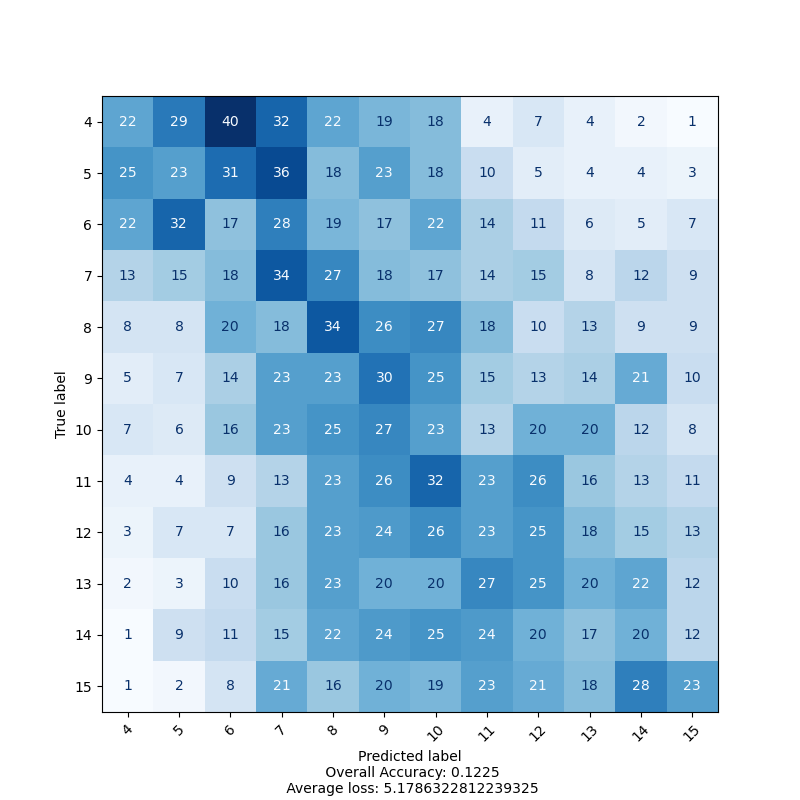 4 22 29 40 32 22 19 18 4 7 4 2 1
5 25 23 31 36 18 23 18 10 5 4 4 3
6 22 32 17 28 19 17 22 14 11 6 5 7
7 13 15 18 34 27 18 17 14 15 8 12 9
8 8 8 20 18 34 26 27 18 10 13 9 9
9 5 7 14 23 23 30 25 15 13 14 21 10
True label
10 7 6 16 23 25 27 23 13 20 20 12 8
11 4 4 9 13 23 26 32 23 26 16 13 11
12 3 7 7 16 23 24 26 23 25 18 15 13
13 2 3 10 16 23 20 20 27 25 20 22 12
14 1 9 11 15 22 24 25 24 20 17 20 12
15 1 2 8 21 16 20 19 23 21 18 28 23
4 5 6 7 8 9 10 11 12 13 14 15
Predicted label
Overall Accuracy: 0.1225
Average loss: 5.1786322812239325